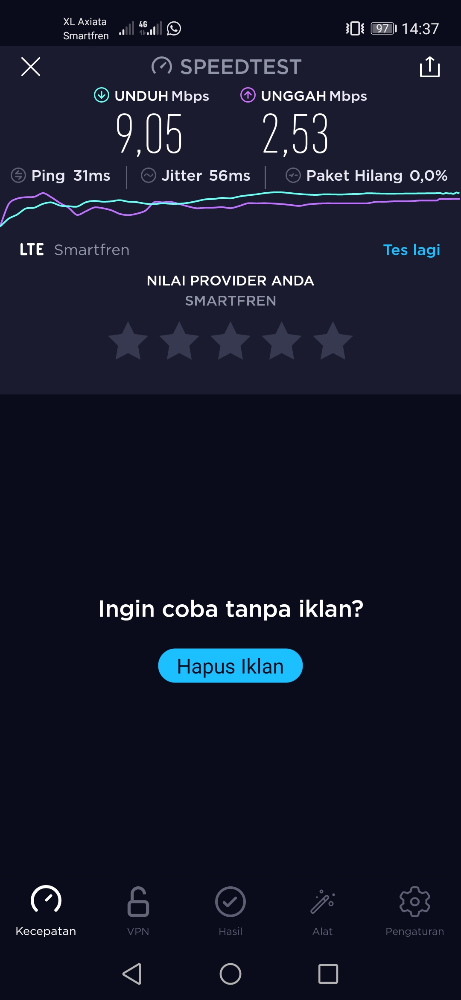 XL Axiata
Smartfren
4G
97
14:37
SPEEDTEST
UNDUH Mbps
UNGGAH Mbps
9,05
2,53
Ping 31ms
Jitter 56ms
Paket Hilang 0,0%
LTE Smartfren
Tes lagi
NILAI PROVIDER ANDA
SMARTFREN
Ingin coba tanpa iklan?
Hapus Iklan
Kecepatan
VPN
Hasil
Alat
Pengaturan